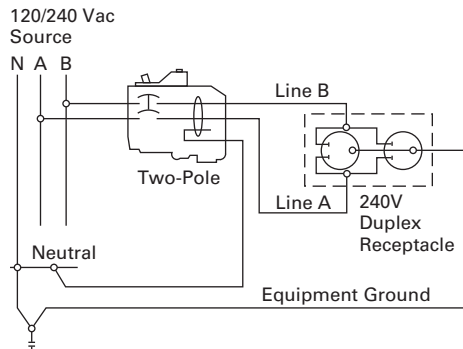 120/240 Vac
Source
N A B
Line B
Two-Pole
Line A
240V
Duplex
Receptacle
Neutral
Equipment Ground